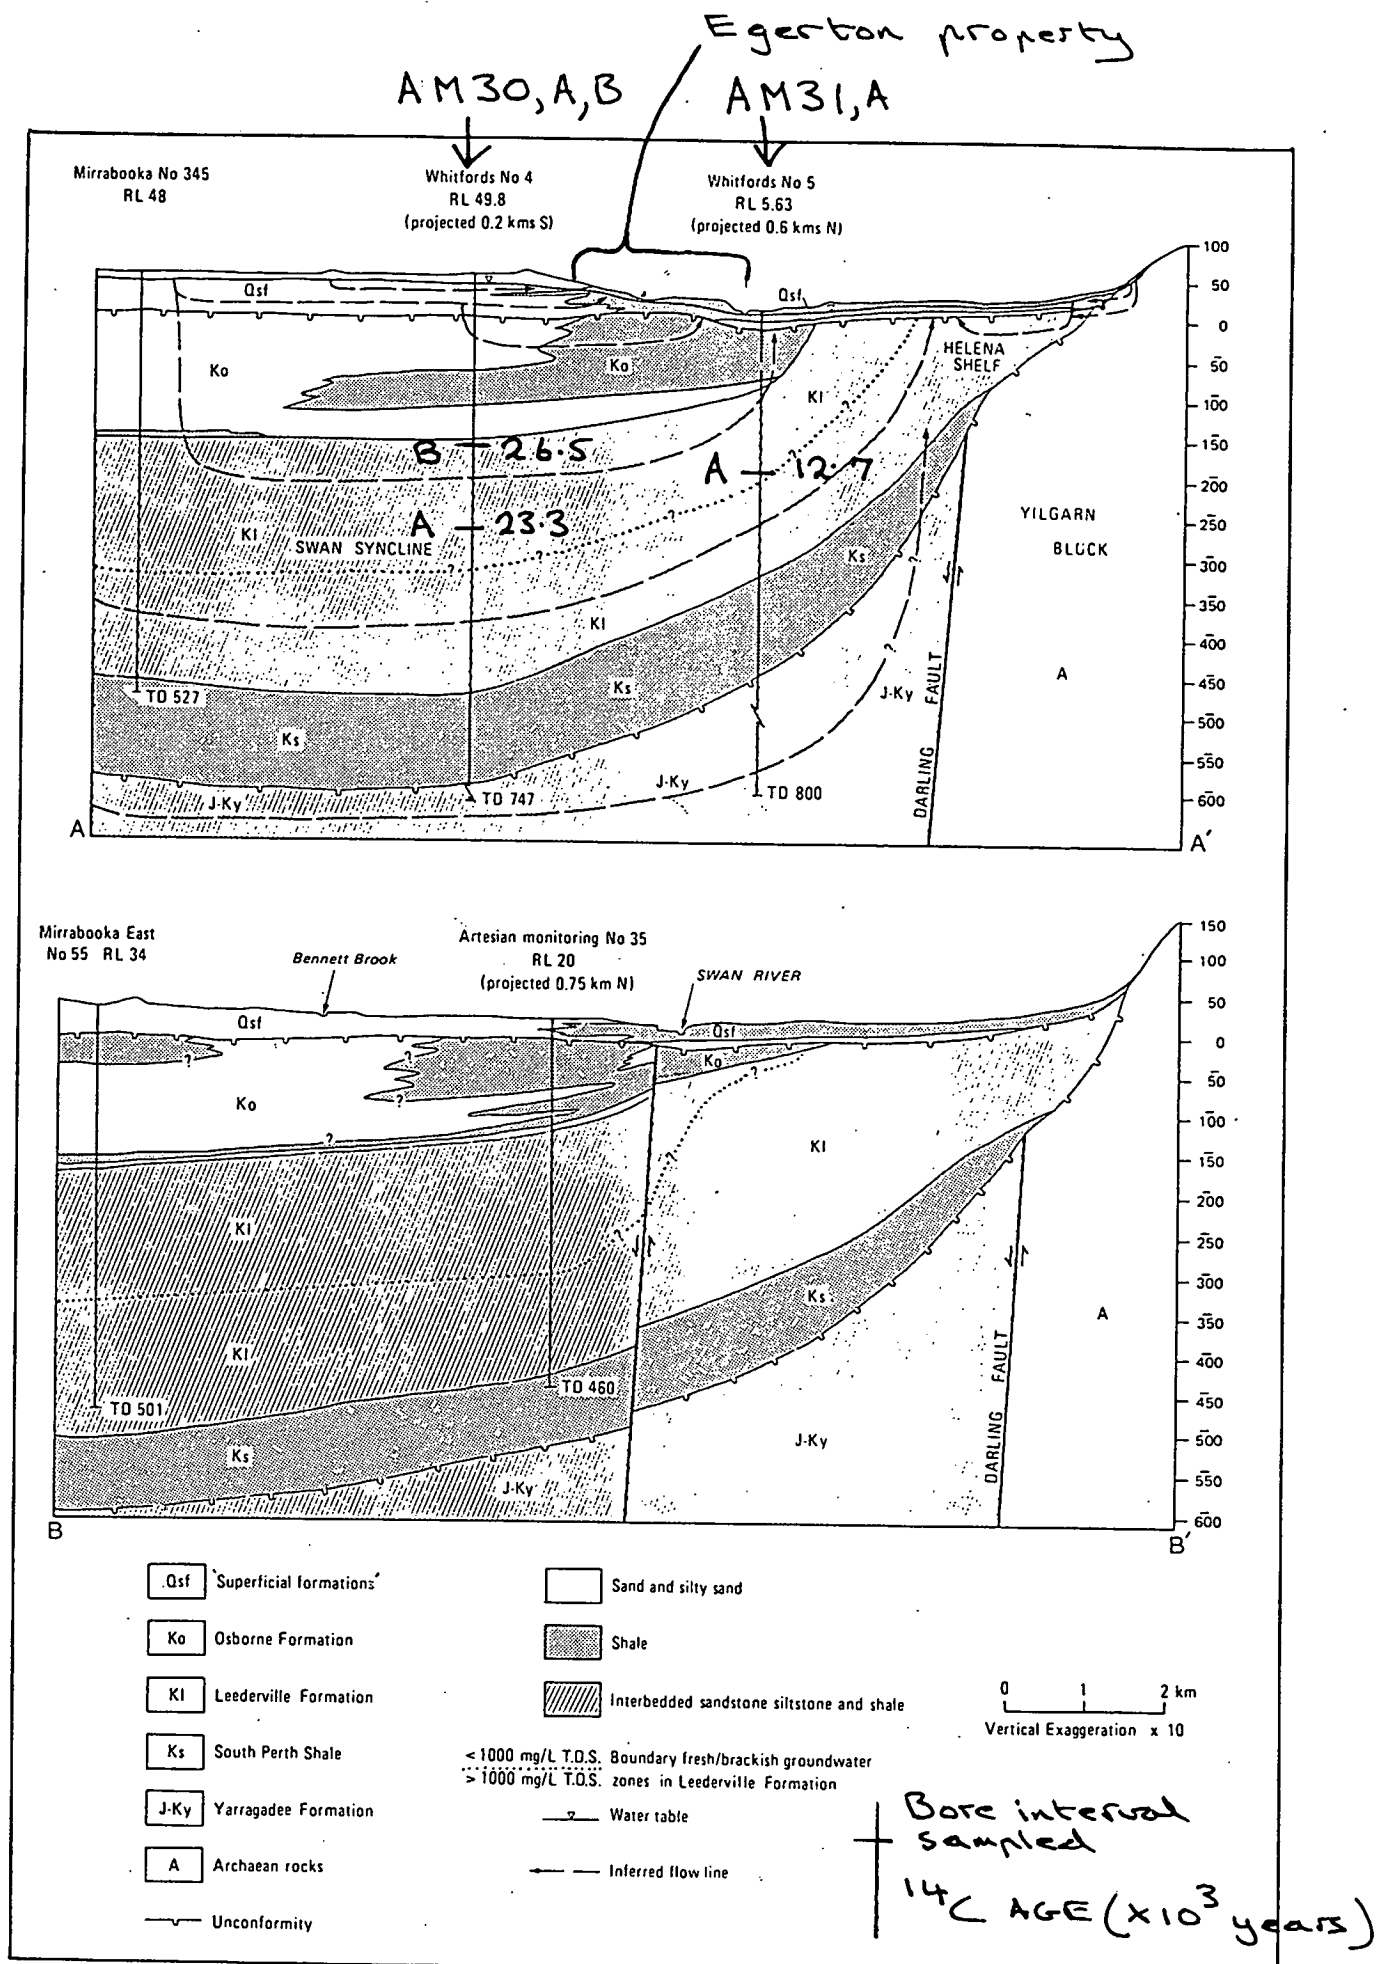 Egerton property
AM30, A, B
AM31, A
Mirrabooka No 345
RL 48
Whitfords No 4
RL 49.8
(projected 0.2 kms S)
Whitfords No 5
RL 5.63
(projected 0.6 kms N)
100
50
0
50
100
150
200
250
300
350
400
450
500
550
600
Qsf
Qsf
Ko
Ko
HELENA
SHELF
Kl
B 26.5
A 12.7
A 23.3
Kl
SWAN SYNCLINE
?
?
?
?
?
YILGARN
BLOCK
Ks
?
Kl
?
Ks
J-Ky
FAULT
A
TD 527
Ks
J-Ky
TD 747
J-Ky
TD 800
DARLING
A
A'
Mirrabooka East
No 55 RL 34
Bennett Brook
Artesian monitoring No 35
RL 20
(projected 0.75 km N)
SWAN RIVER
150
100
50
0
50
100
150
200
250
300
350
400
450
500
550
600
Qsf
Qsf
?
?
Ko
?
?
Ko
?
Kl
?
Kl
?
Ks
A
Kl
TD 460
TD 501
FAULT
Ks
J-Ky
J-Ky
DARLING
B
B'
Qsf 'Superficial formations'
Ko Osborne Formation
Kl Leederville Formation
Ks South Perth Shale
J-Ky Yarragadee Formation
A Archaean rocks
Unconformity
Sand and silty sand
Shale
Interbedded sandstone siltstone and shale
< 1000 mg/L T.D.S. Boundary fresh/brackish groundwater
> 1000 mg/L T.D.S. zones in Leederville Formation
Water table
Inferred flow line
0 1 2 km
Vertical Exaggeration x 10
Bore interval
sampled
14C AGE (x10³ years)